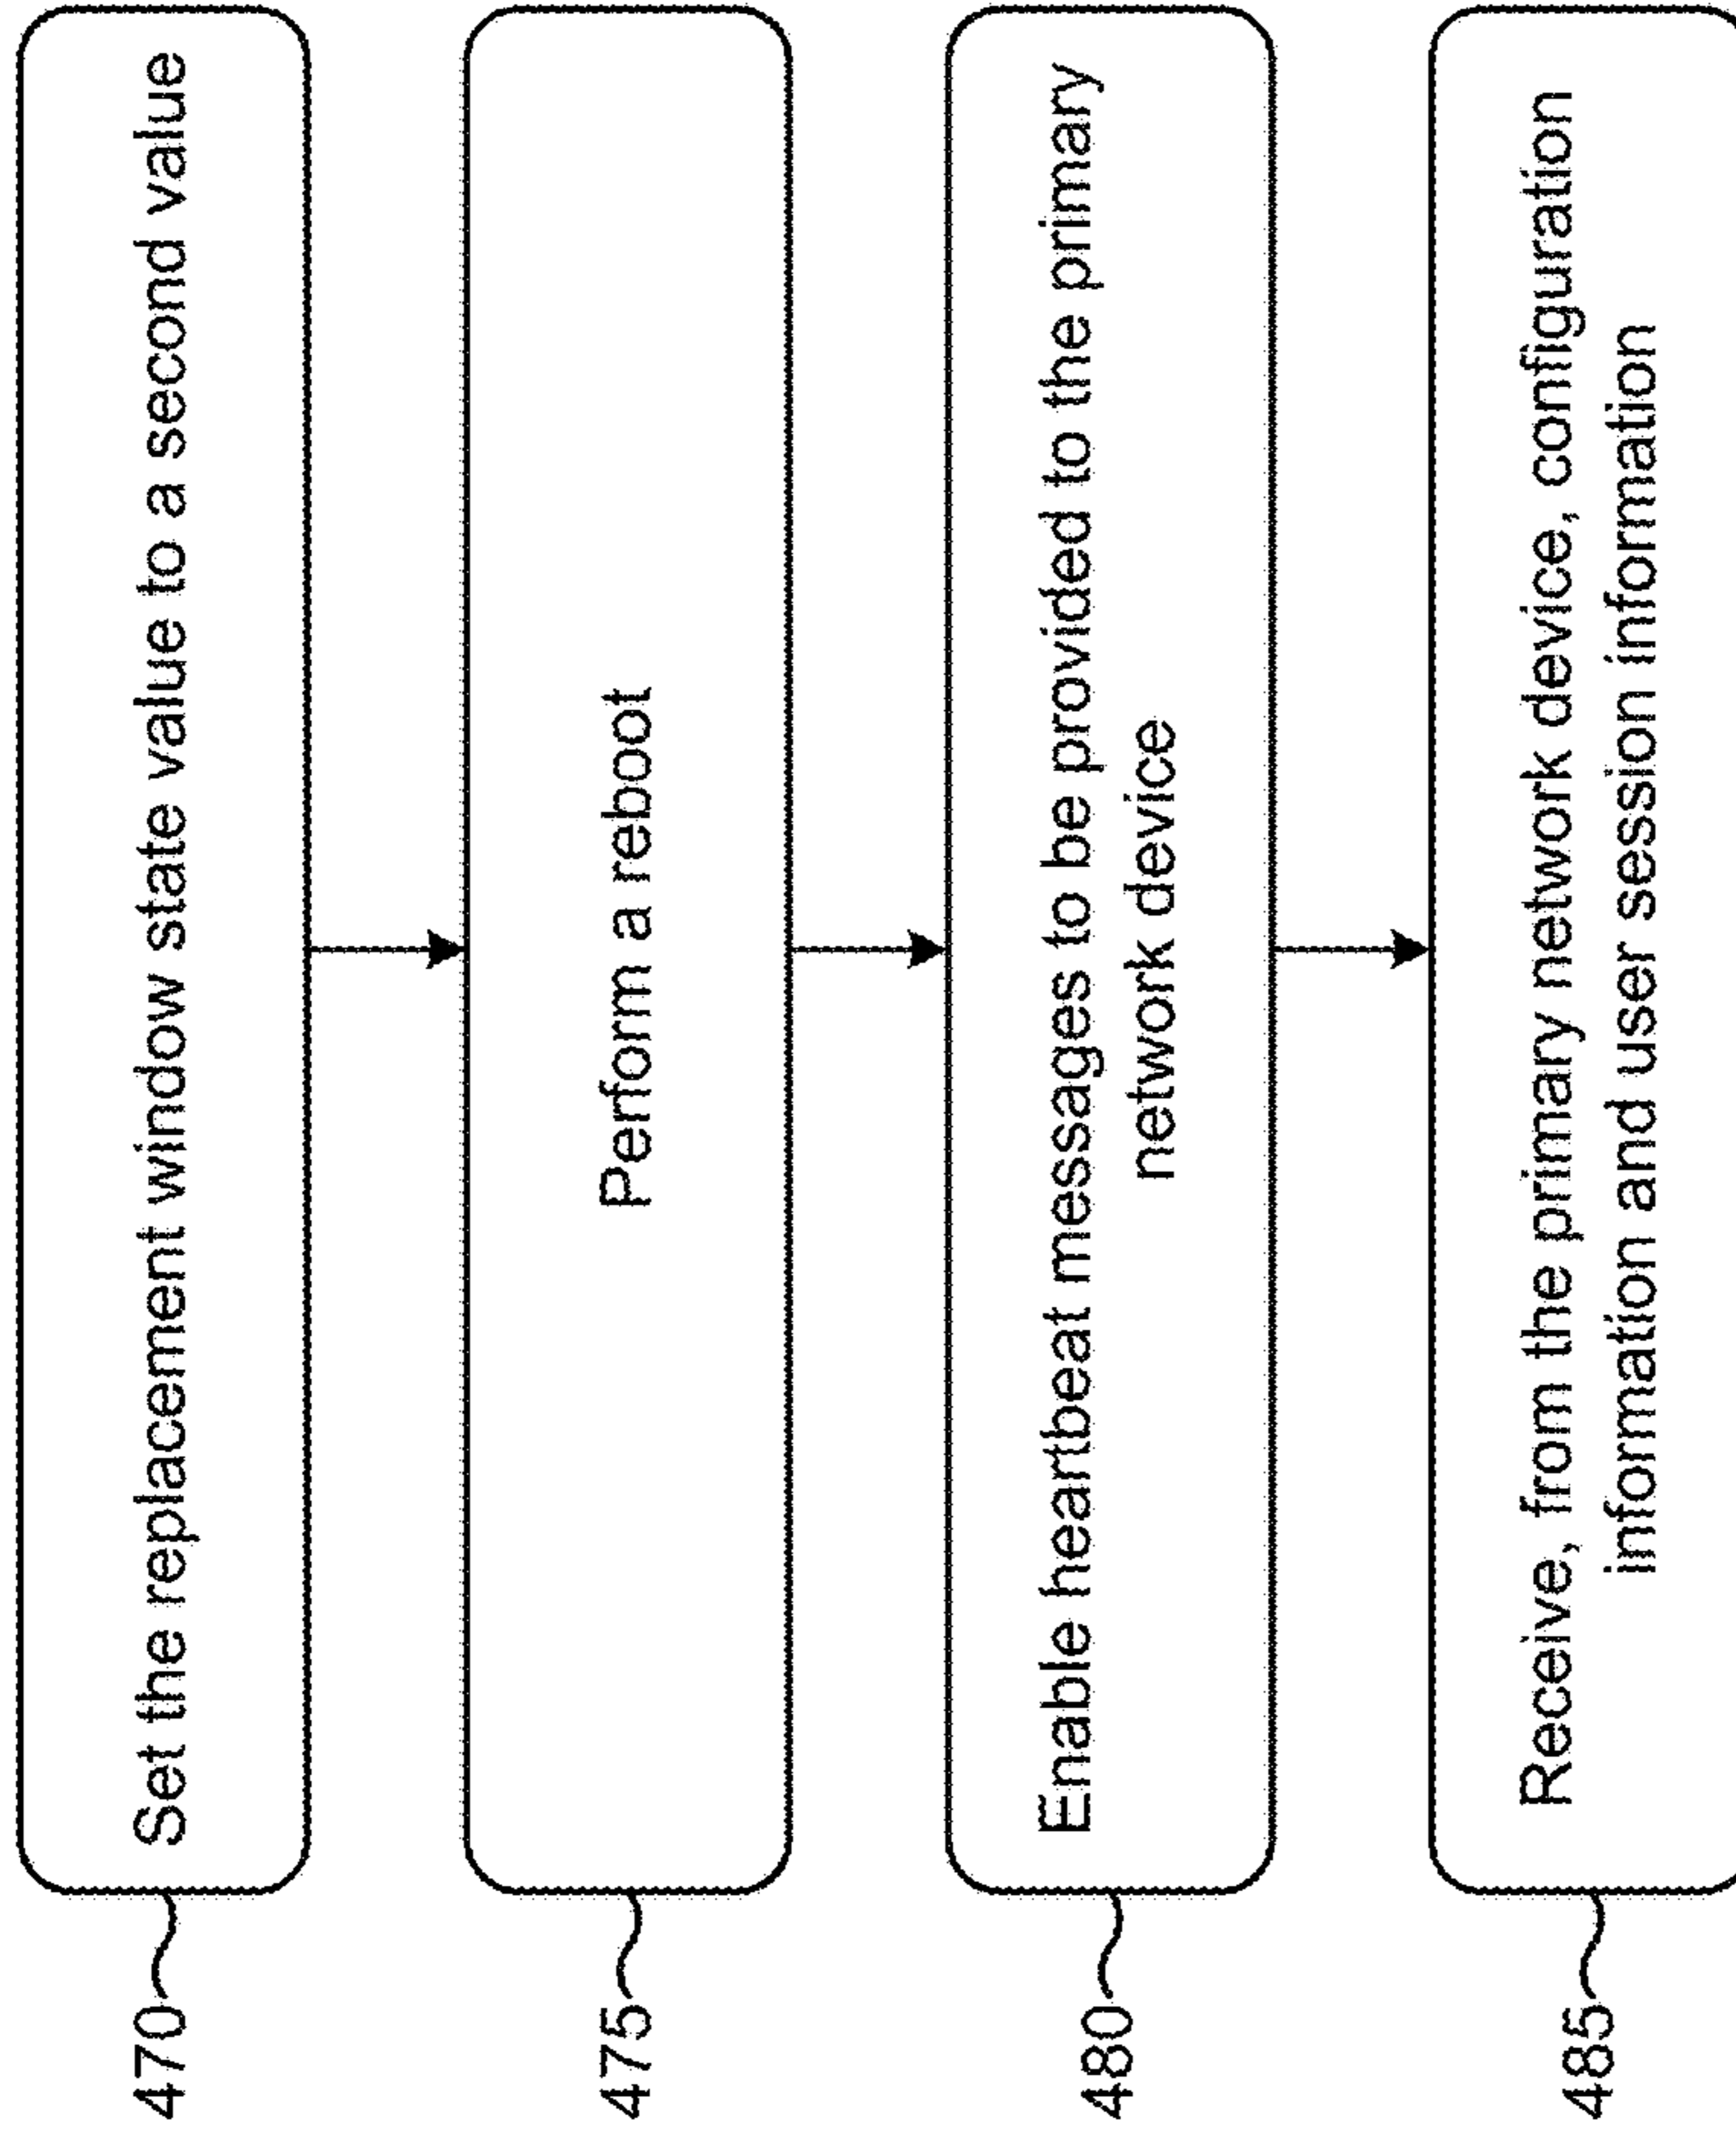 470
Set the replacement window state value to a second value
475
Perform a reboot
480
Enable heartbeat messages to be provided to the primary
network device
485
Receive, from the primary network device, configuration
information and user session information